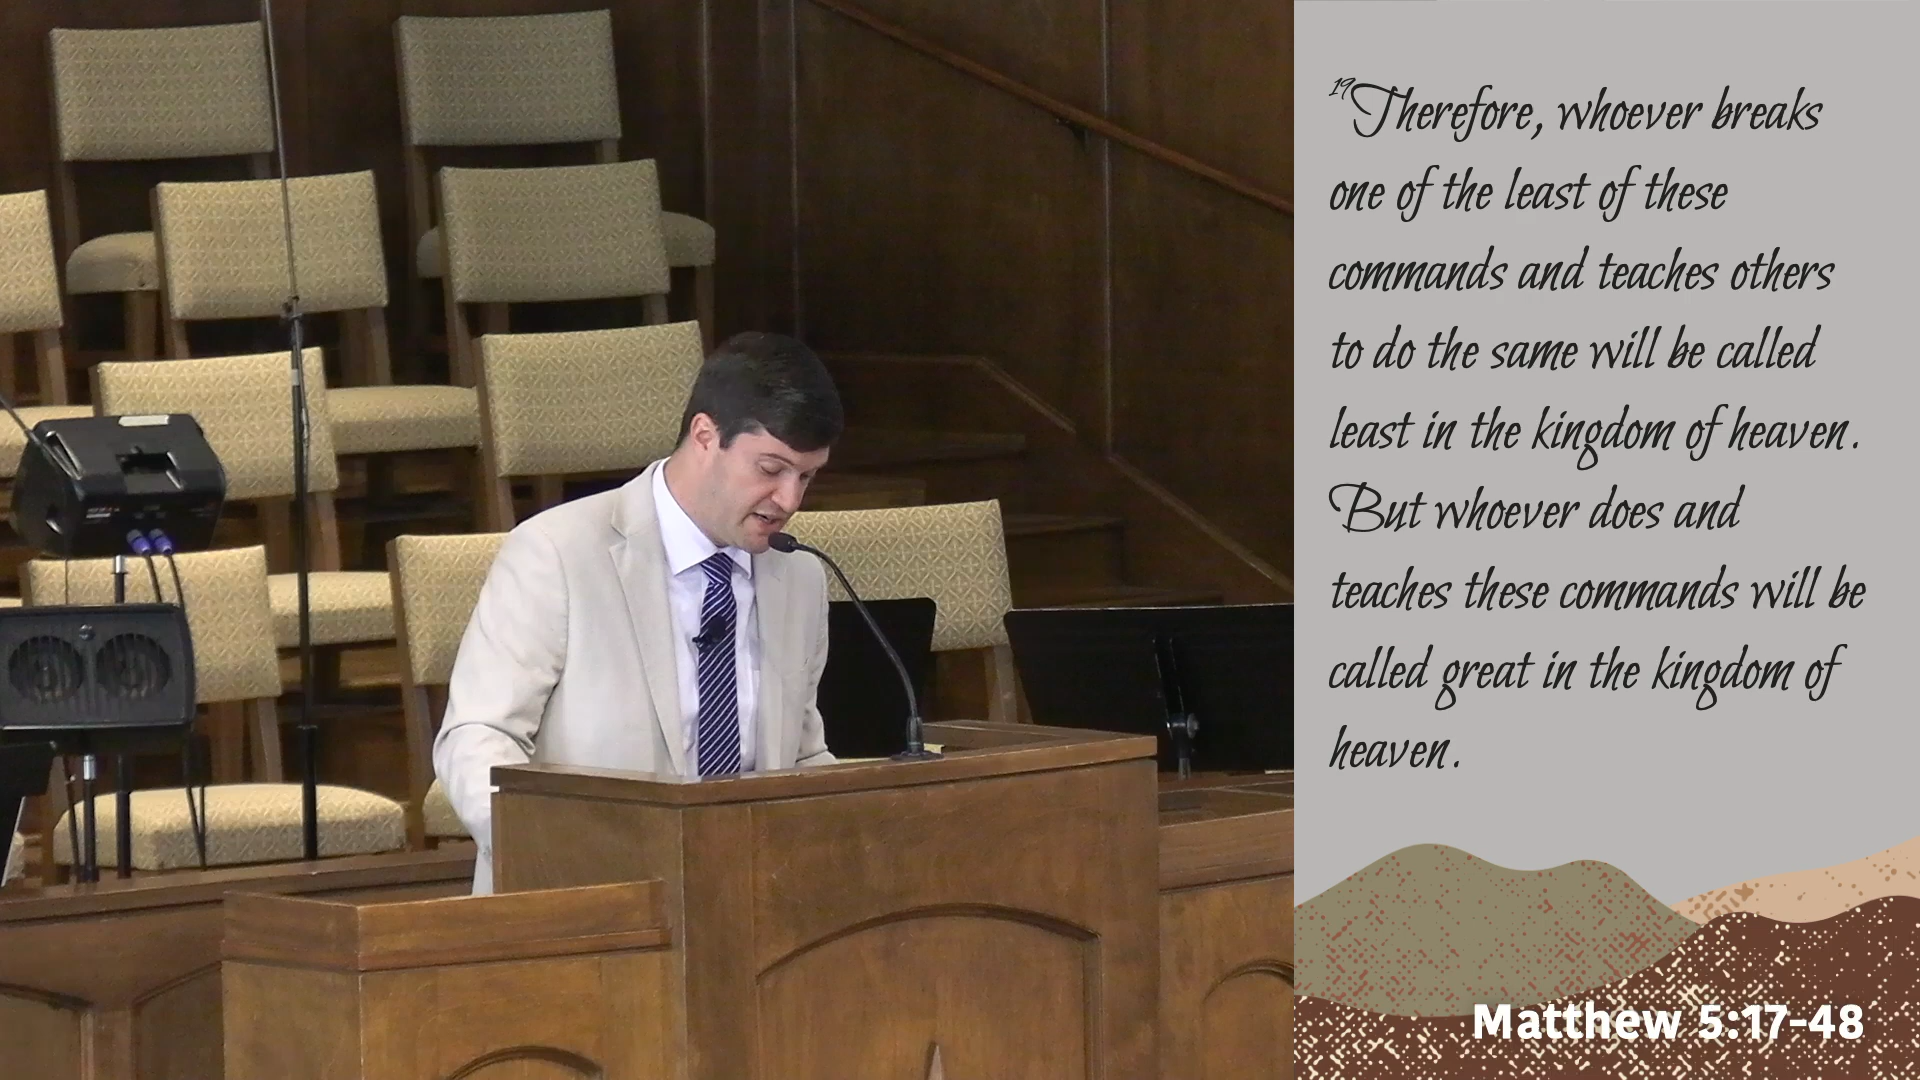 ¹⁹Therefore, whoever breaks
one of the least of these
commands and teaches others
to do the same will be called
least in the kingdom of heaven.
But whoever does and
teaches these commands will be
called great in the kingdom of
heaven.
Matthew 5:17-48